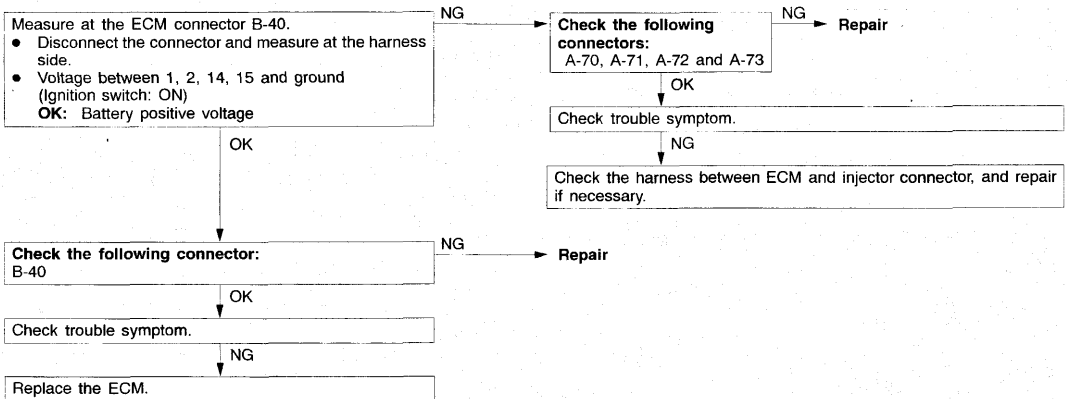 Measure at the ECM connector B-40.
● Disconnect the connector and measure at the harness
side.
● Voltage between 1, 2, 14, 15 and ground
(Ignition switch: ON)
OK: Battery positive voltage
NG
Check the following
connectors:
A-70, A-71, A-72 and A-73
NG
Repair
OK
Check trouble symptom.
NG
Check the harness between ECM and injector connector, and repair
if necessary.
OK
Check the following connector:
B-40
NG
Repair
OK
Check trouble symptom.
NG
Replace the ECM.